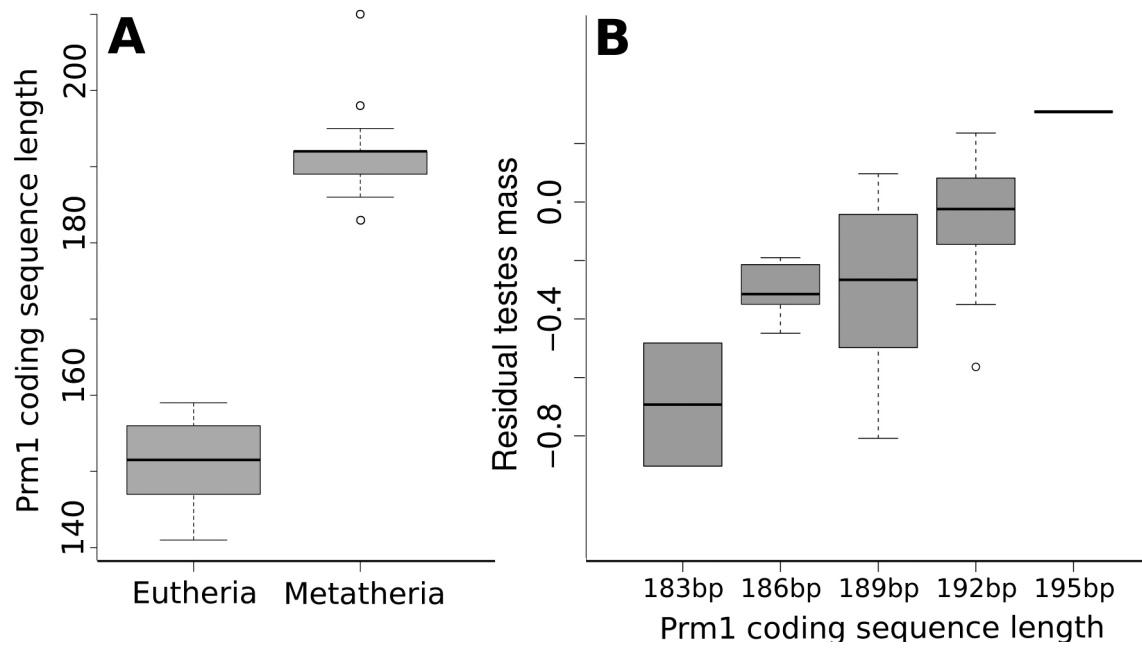 A
Prm1 coding sequence length
200
180
160
140
Eutheria Metatheria
B
Residual testes mass
0.0
−0.4
−0.8
183bp 186bp 189bp 192bp 195bp
Prm1 coding sequence length